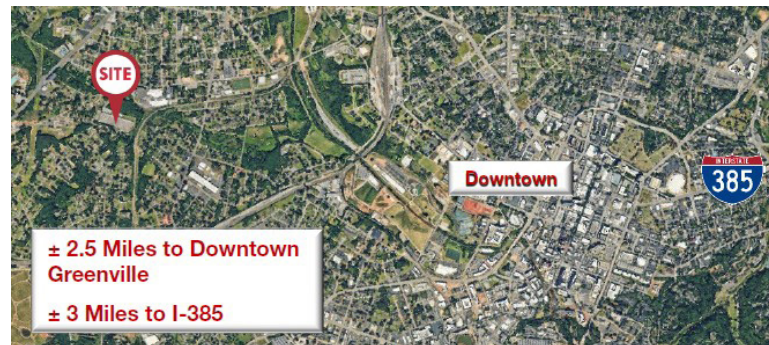 SITE
Downtown
INTERSTATE
385
± 2.5 Miles to Downtown
Greenville
± 3 Miles to I-385